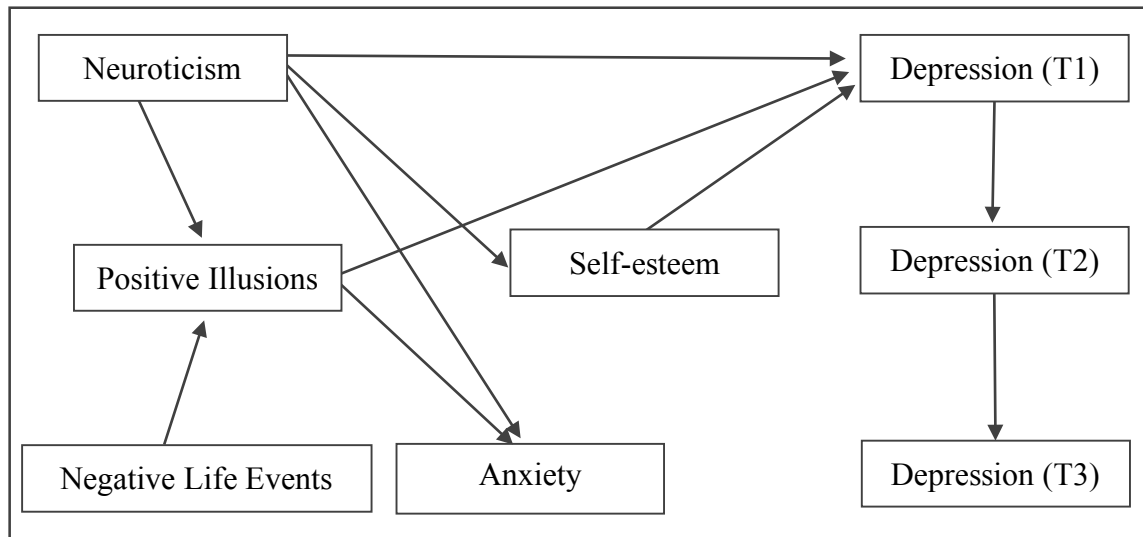 Neuroticism
Depression (T1)
Positive Illusions
Self-esteem
Depression (T2)
Negative Life Events
Anxiety
Depression (T3)